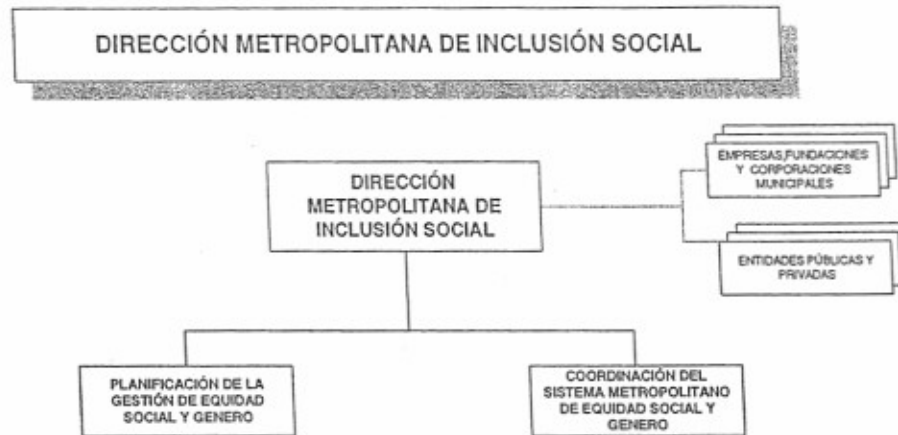 DIRECCIÓN METROPOLITANA DE INCLUSIÓN SOCIAL
DIRECCIÓN
METROPOLITANA DE
INCLUSIÓN SOCIAL
EMPRESAS,FUNDACIONES
Y CORPORACIONES
MUNICIPALES
ENTIDADES PÚBLICAS Y
PRIVADAS
PLANIFICACIÓN DE LA
GESTIÓN DE EQUIDAD
SOCIAL Y GENERO
COORDINACIÓN DEL
SISTEMA METROPOLITANO
DE EQUIDAD SOCIAL Y
GENERO